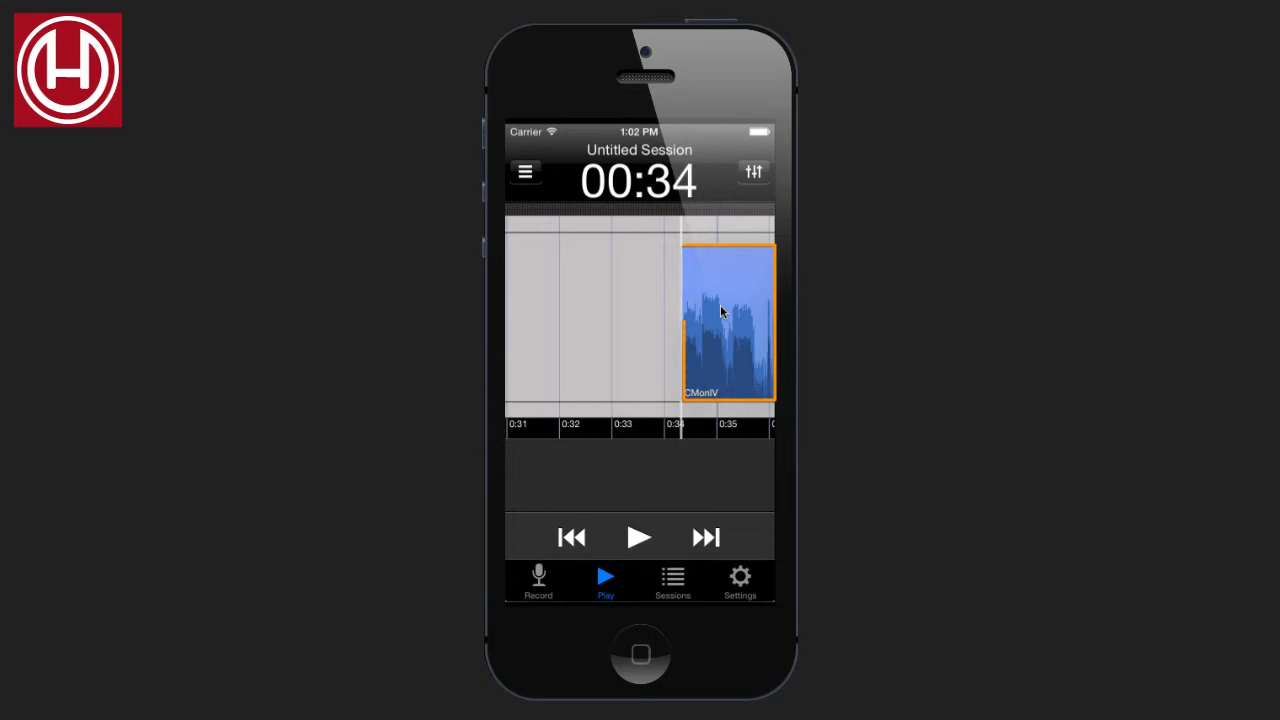 H
Carrier 1:02 PM
Untitled Session
00:34
CMonIV
0:31 0:32 0:33 0:34 0:35
Record Play Sessions Settings